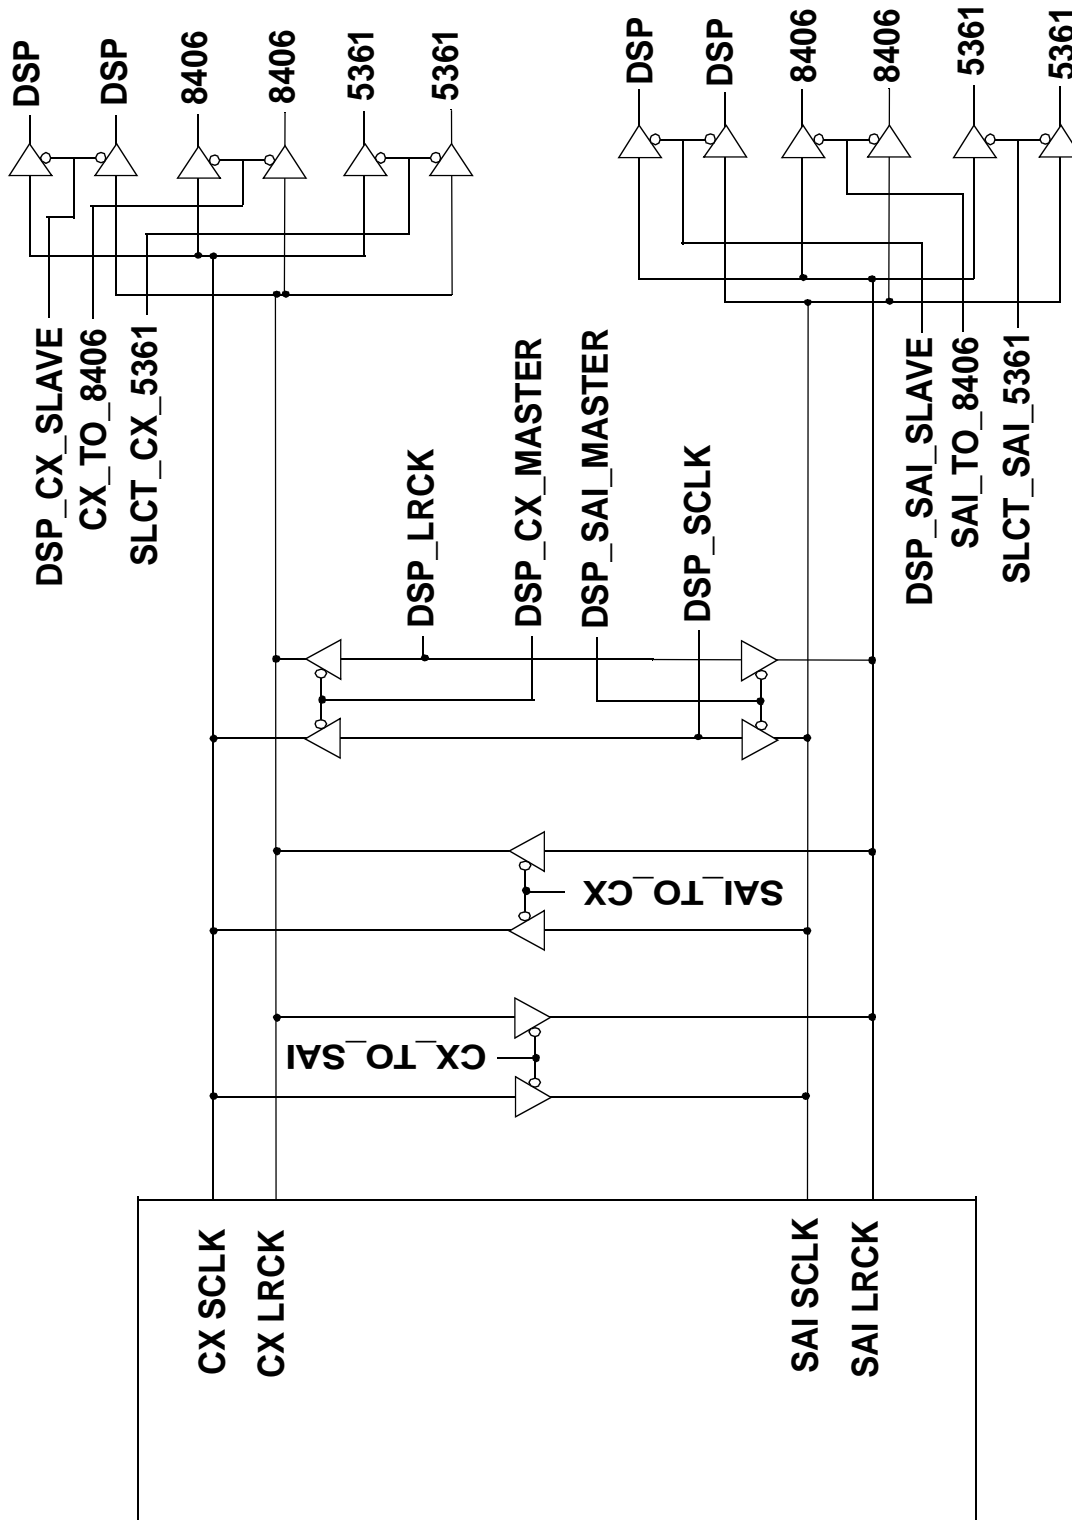 DSP
DSP
8406
8406
5361
5361
DSP
DSP
8406
8406
5361
5361
DSP_CX_SLAVE
CX_TO_8406
SLCT_CX_5361
DSP_LRCK
DSP_CX_MASTER
DSP_SAI_MASTER
DSP_SCLK
DSP_SAI_SLAVE
SAI_TO_8406
SLCT_SAI_5361
SAI_TO_CX
CX_TO_SAI
CX SCLK
CX LRCK
SAI SCLK
SAI LRCK